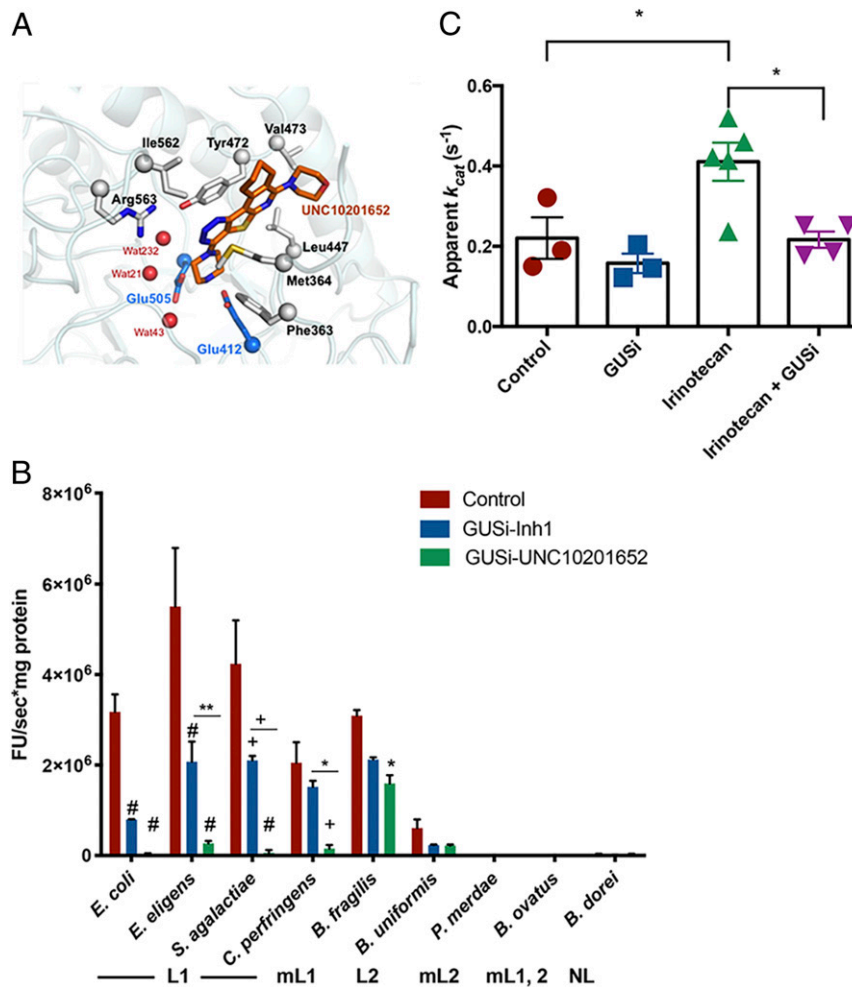 A
Ile562
Tyr472
Val473
Arg563
UNC10201652
Wat232
Wat21
Leu447
Glu505
Met364
Wat43
Phe363
Glu412
C
*
*
Apparent kcat (s-1)
0.6
0.4
0.2
0.0
Control
GUSi
Irinotecan
Irinotecan + GUSi
B
FU/sec*mg protein
8×10⁶
6×10⁶
4×10⁶
2×10⁶
0
Control
GUSi-Inh1
GUSi-UNC10201652
#
#
#
**
#
+
+
#
*
+
*
E. coli
E. eligens
S. agalactiae
C. perfringens
B. fragilis
B. uniformis
P. merdae
B. ovatus
B. dorei
L1 mL1 L2 mL2 mL1, 2 NL